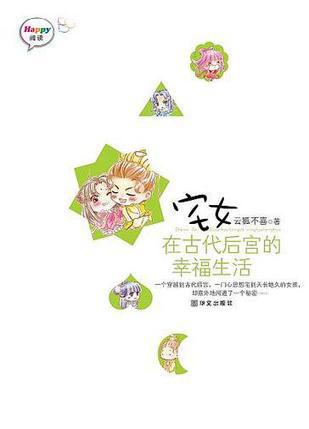 Happy
阅读
宅女
云狐不喜◎著
在古代后宫的
幸福生活
一个穿越到古代后宫，一门心思想宅到天长地久的女孩，
却意外地闯进了一个秘密……
华文出版社